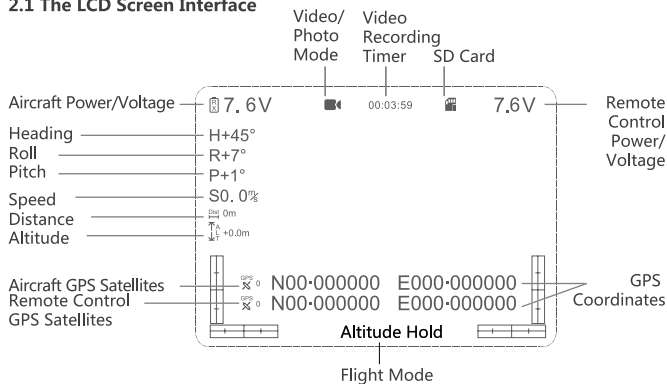 2.1 The LCD Screen Interface
Video/
Photo
Mode
Video
Recording
Timer
SD Card
Aircraft Power/Voltage
RX 7.6V
00:03:59
7.6V
Remote
Control
Power/
Voltage
Heading
H+45°
Roll
R+7°
Pitch
P+1°
Speed
S0.0m/s
Distance
Dist 0m
Altitude
ALT +0.0m
Aircraft GPS Satellites
GPS 0 N00·000000 E000·000000
Remote Control
GPS Satellites
GPS 0 N00·000000 E000·000000
GPS
Coordinates
Altitude Hold
Flight Mode